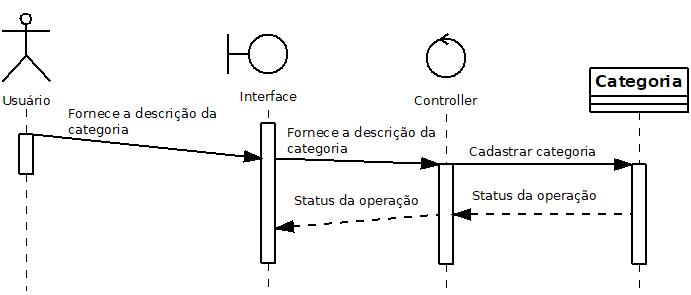 Categoria
Usuário
Interface
Controller
Fornece a descrição da
categoria
Fornece a descrição da
categoria
Cadastrar categoria
Status da operação
Status da operação